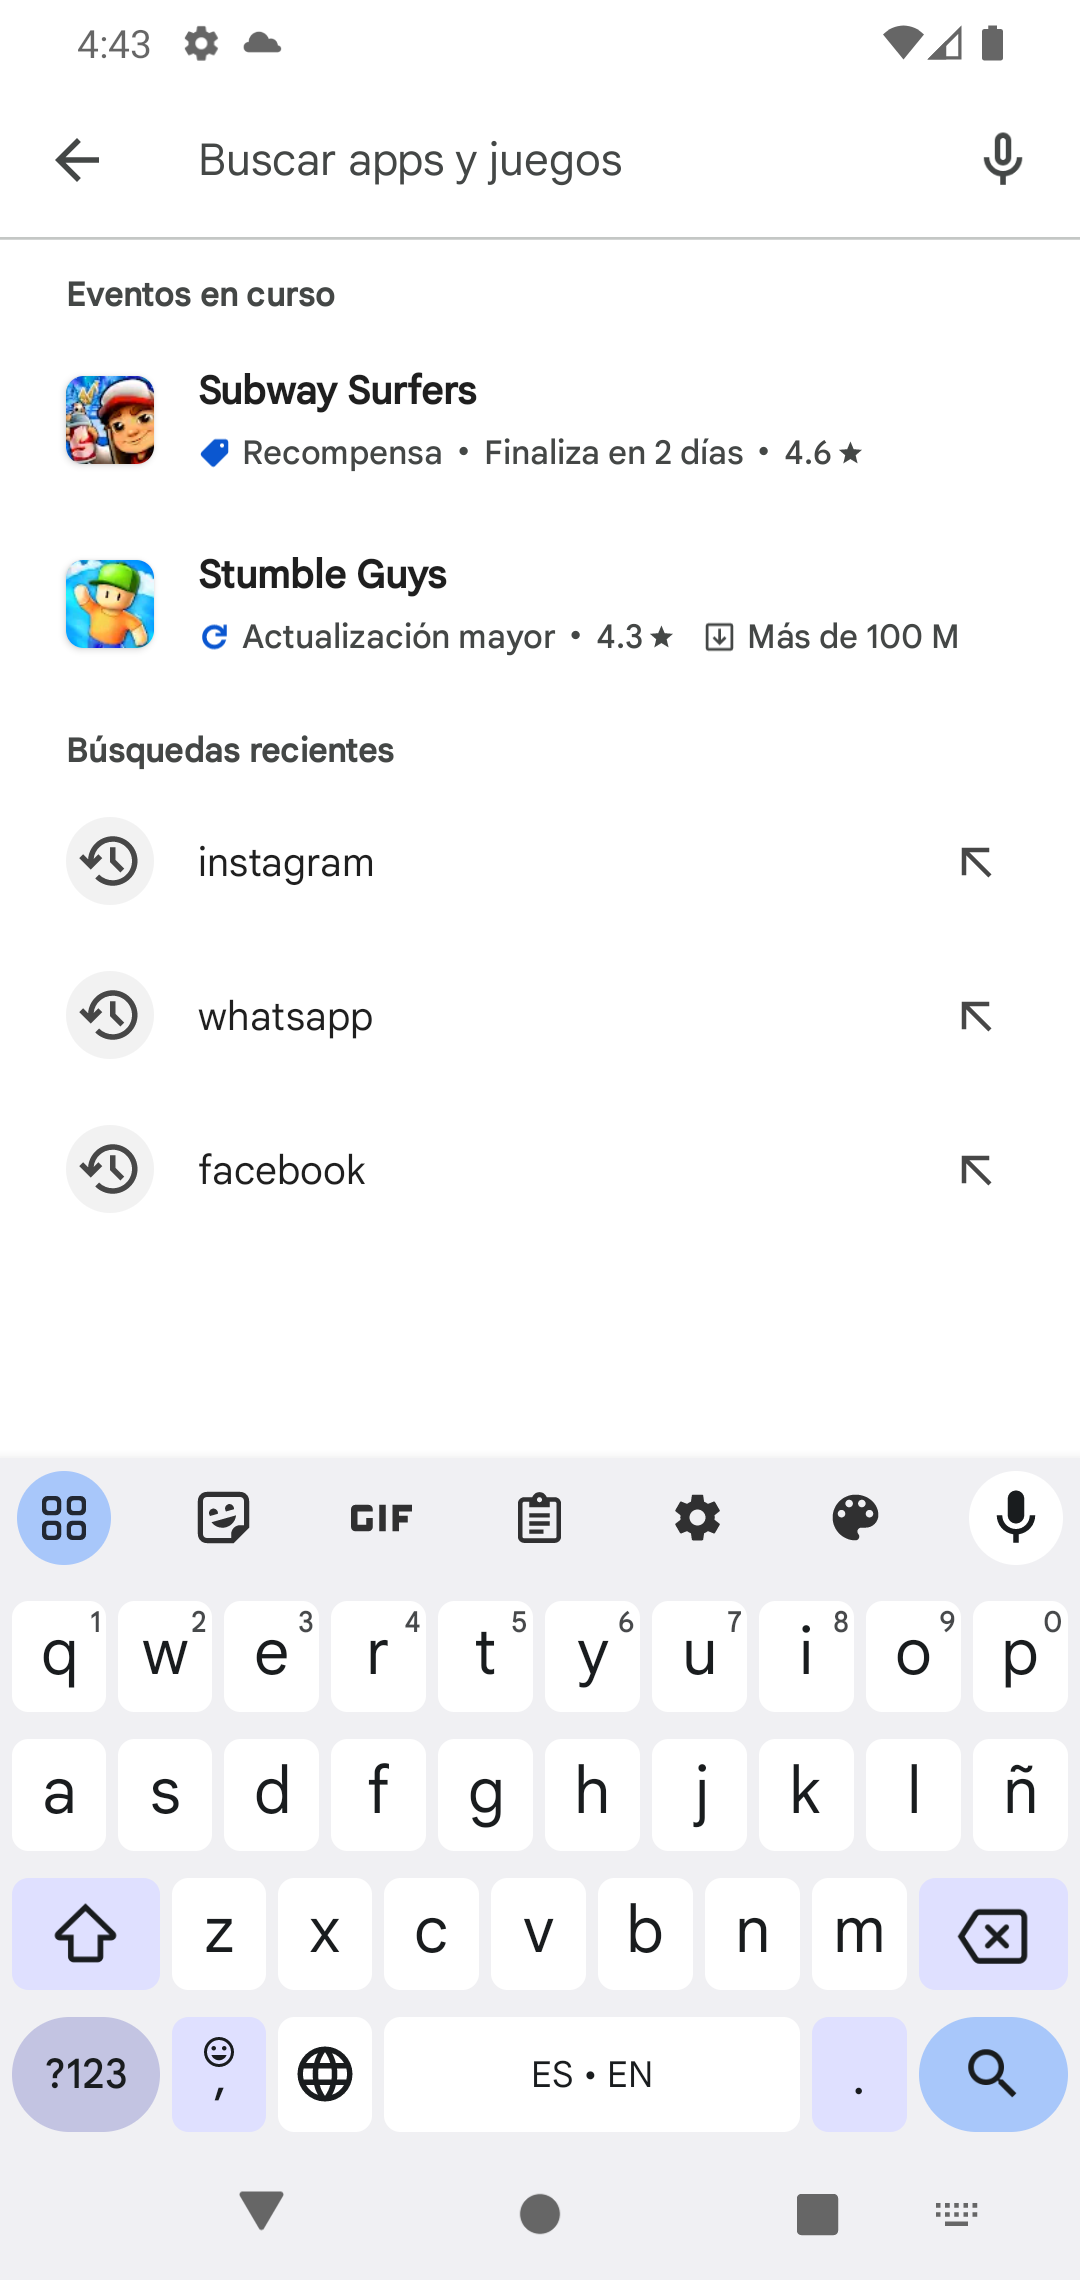 4:43
Buscar apps y juegos
Eventos en curso
Subway Surfers
Recompensa • Finaliza en 2 días • 4.6 ★
Stumble Guys
Actualización mayor • 4.3 ★ Más de 100 M
Búsquedas recientes
instagram
whatsapp
facebook
GIF
q 1 w 2 e 3 r 4 t 5 y 6 u 7 i 8 o 9 p 0
a s d f g h j k l ñ
z x c v b n m
?123 , ES • EN .